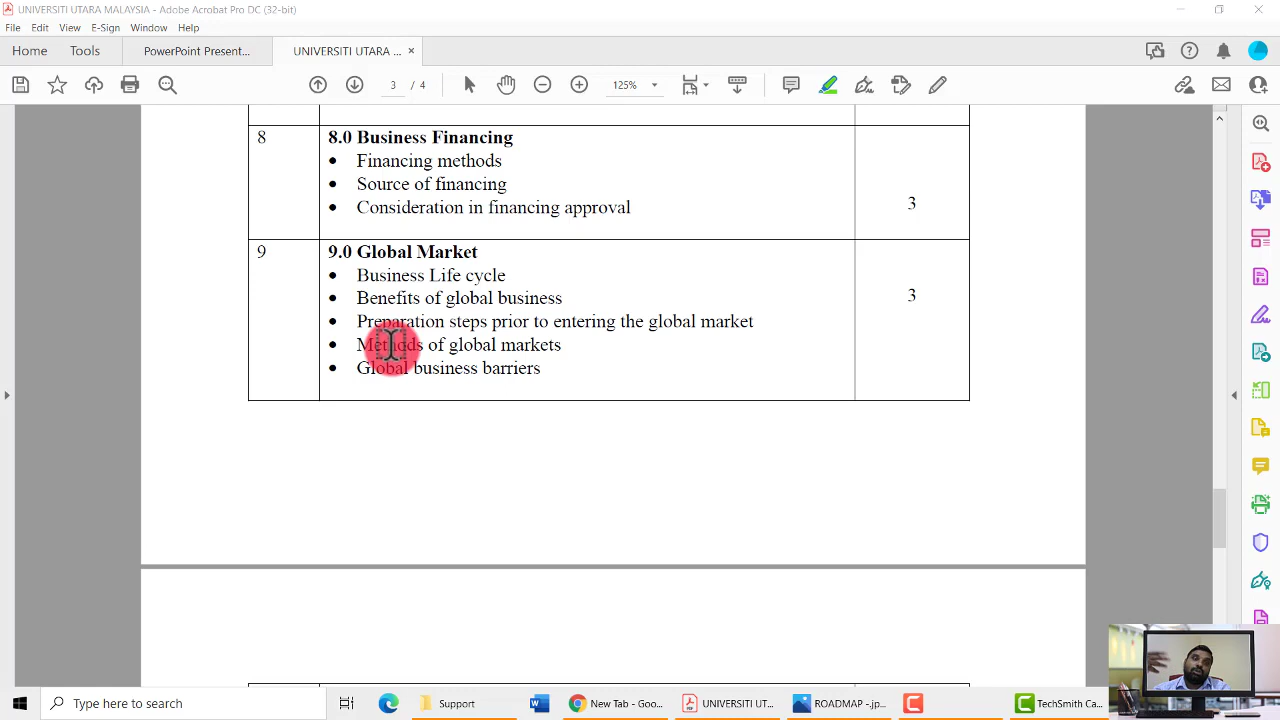 UNIVERSITI UTARA MALAYSIA - Adobe Acrobat Pro DC (32-bit)
File Edit View E-Sign Window Help
Home Tools PowerPoint Present... UNIVERSITI UTARA ... ×
3 / 4 125%
8 8.0 Business Financing
• Financing methods
• Source of financing
• Consideration in financing approval
3
9 9.0 Global Market
• Business Life cycle
• Benefits of global business
3
• Preparation steps prior to entering the global market
• Methods of global markets
• Global business barriers
Type here to search Subject New Tab - Goo... UNIVERSITI UT... ROADMAP -.jp... TechSmith Ca...